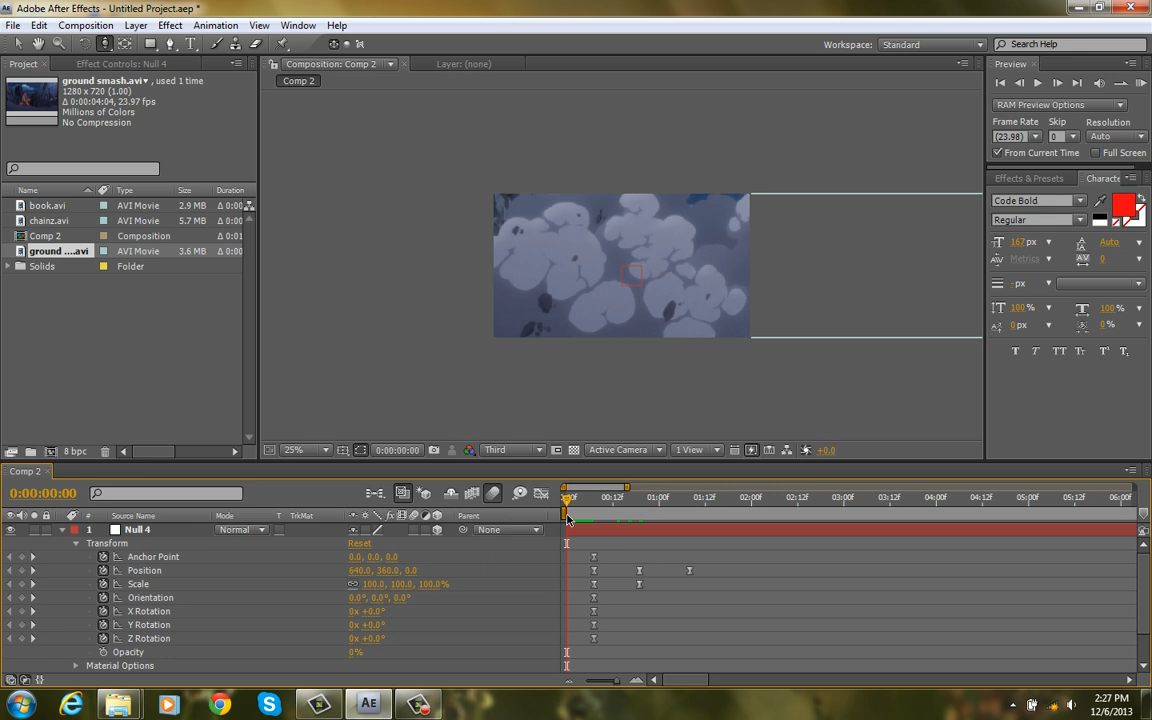 Adobe After Effects - Untitled Project.aep *
File Edit Composition Layer Effect Animation View Window Help
Workspace: Standard Search Help
Project Effect Controls: Null 4 Composition: Comp 2 Layer: (none) Preview
ground smash.avi , used 1 time
1280 x 720 (1.00)
Δ 0:00:04:04, 23.97 fps
Millions of Colors
No Compression
Comp 2
RAM Preview Options
Frame Rate Skip Resolution
(23.98) 0 Auto
From Current Time Full Screen
Effects & Presets Characte
Code Bold
Regular
167 px Auto
Metrics 0
- px
100 % 100 %
0 px 0 %
T T TT Tr T¹ T₁
Name Type Size Duration
book.avi AVI Movie 2.9 MB Δ 0:00
chainz.avi AVI Movie 5.7 MB Δ 0:00
Comp 2 Composition Δ 0:01
ground ....avi AVI Movie 3.6 MB Δ 0:00
Solids Folder
8 bpc
25% 0:00:00:00 Third Active Camera 1 View +0.0
Comp 2
0:00:00:00
:00f 00:12f 01:00f 01:12f 02:00f 02:12f 03:00f 03:12f 04:00f 04:12f 05:00f 05:12f 06:00f
# Source Name Mode T TrkMat Parent
1 Null 4 Normal None
Transform Reset
Anchor Point 0.0, 0.0, 0.0
Position 640.0, 360.0, 0.0
Scale 100.0, 100.0, 100.0%
Orientation 0.0°, 0.0°, 0.0°
X Rotation 0x +0.0°
Y Rotation 0x +0.0°
Z Rotation 0x +0.0°
Opacity 0%
Material Options
2:27 PM
12/6/2013